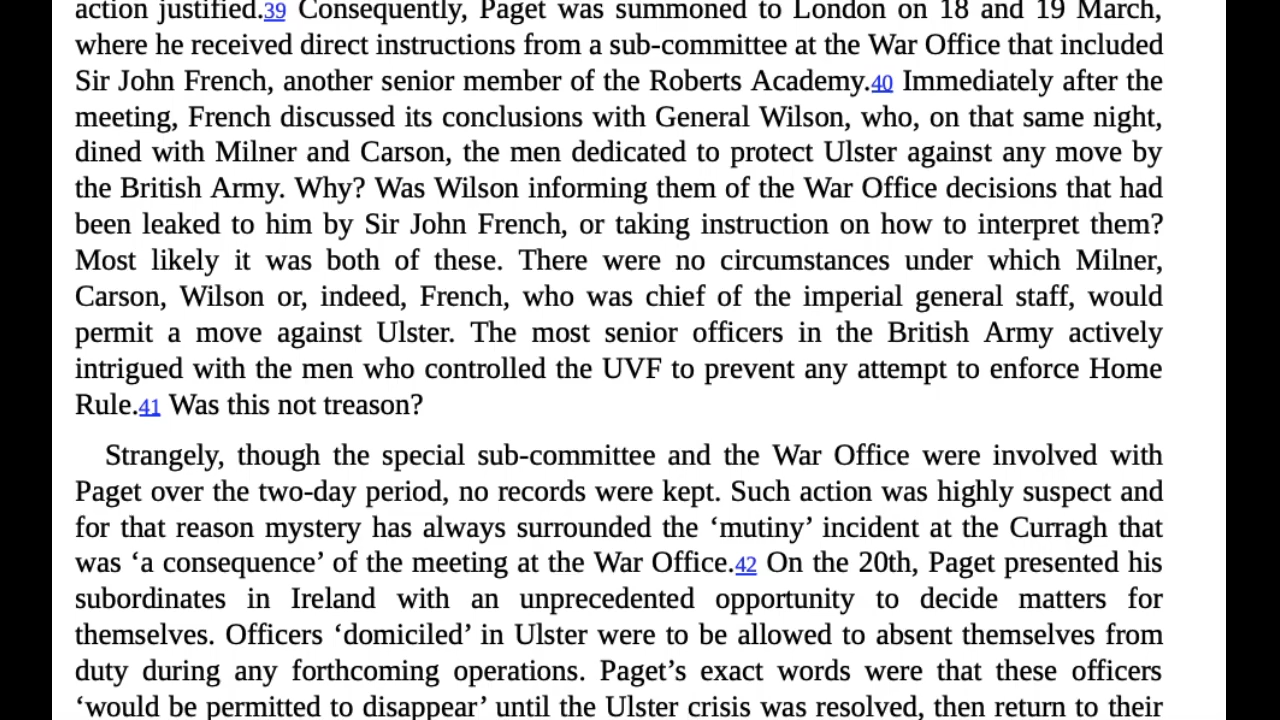 action justified.39 Consequently, Paget was summoned to London on 18 and 19 March,
where he received direct instructions from a sub-committee at the War Office that included
Sir John French, another senior member of the Roberts Academy.40 Immediately after the
meeting, French discussed its conclusions with General Wilson, who, on that same night,
dined with Milner and Carson, the men dedicated to protect Ulster against any move by
the British Army. Why? Was Wilson informing them of the War Office decisions that had
been leaked to him by Sir John French, or taking instruction on how to interpret them?
Most likely it was both of these. There were no circumstances under which Milner,
Carson, Wilson or, indeed, French, who was chief of the imperial general staff, would
permit a move against Ulster. The most senior officers in the British Army actively
intrigued with the men who controlled the UVF to prevent any attempt to enforce Home
Rule.41 Was this not treason?
Strangely, though the special sub-committee and the War Office were involved with
Paget over the two-day period, no records were kept. Such action was highly suspect and
for that reason mystery has always surrounded the ‘mutiny’ incident at the Curragh that
was ‘a consequence’ of the meeting at the War Office.42 On the 20th, Paget presented his
subordinates in Ireland with an unprecedented opportunity to decide matters for
themselves. Officers ‘domiciled’ in Ulster were to be allowed to absent themselves from
duty during any forthcoming operations. Paget’s exact words were that these officers
‘would be permitted to disappear’ until the Ulster crisis was resolved, then return to their